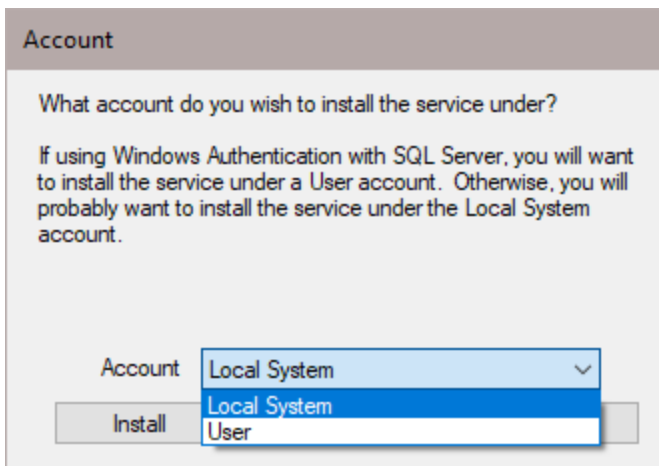 Account
What account do you wish to install the service under?
If using Windows Authentication with SQL Server, you will want
to install the service under a User account.  Otherwise, you will
probably want to install the service under the Local System
account.
Account Local System
Local System
Install User